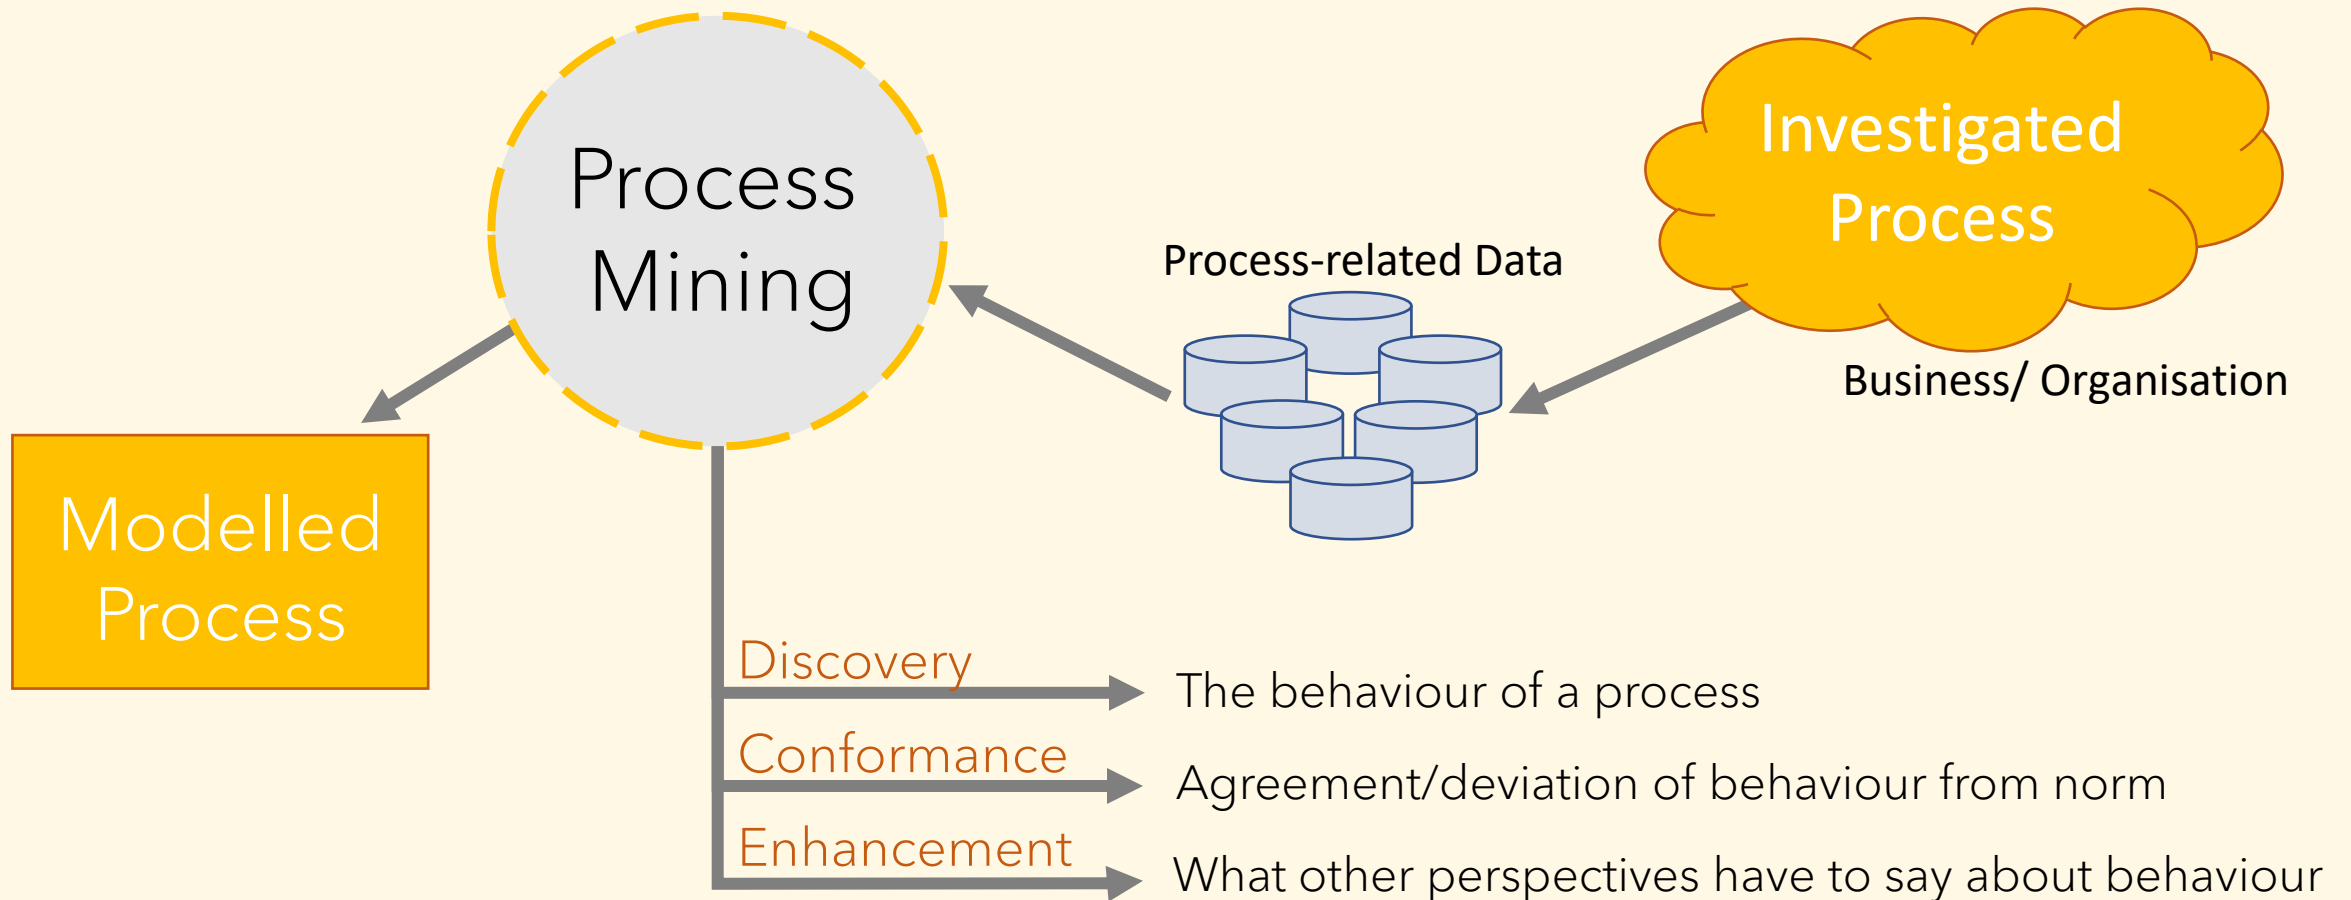 Process
Mining
Investigated
Process
Process-related Data
Business/ Organisation
Modelled
Process
Discovery
The behaviour of a process
Conformance
Agreement/deviation of behaviour from norm
Enhancement
What other perspectives have to say about behaviour